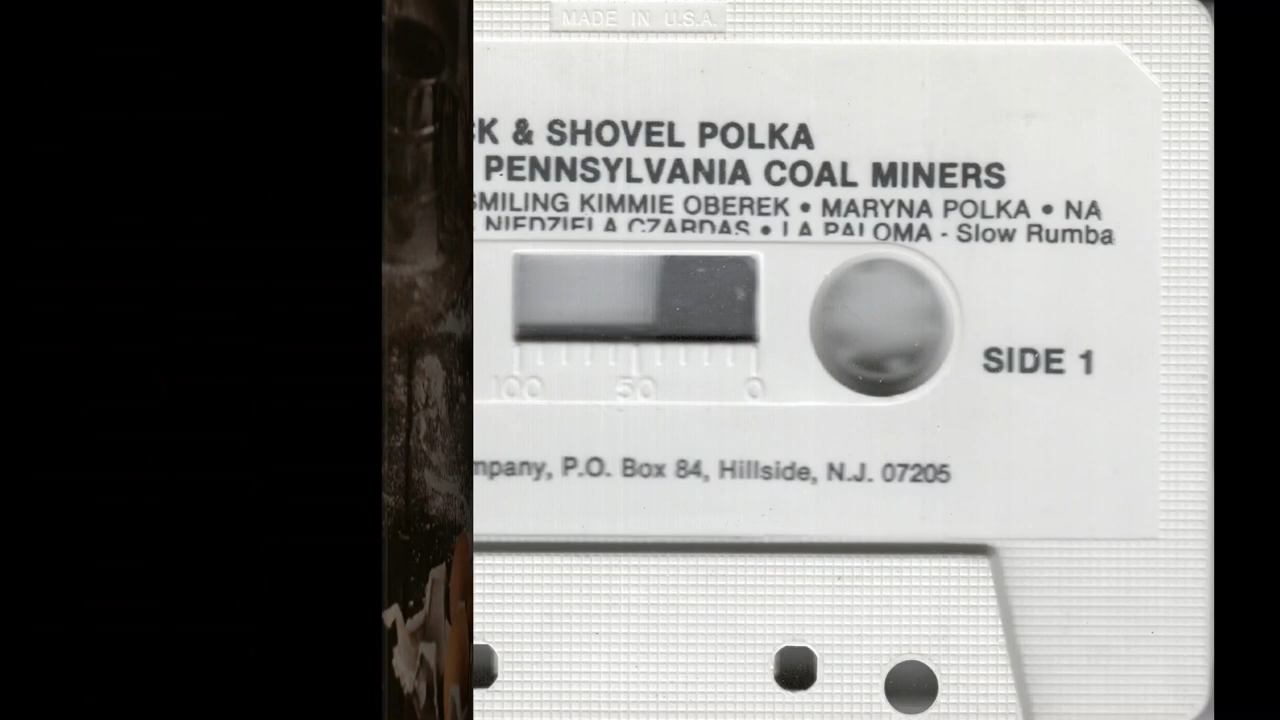 MADE IN U.S.A.
CK & SHOVEL POLKA
PENNSYLVANIA COAL MINERS
SMILING KIMMIE OBEREK • MARYNA POLKA • NA
NIEDZIELA CZARDAS • LA PALOMA - Slow Rumba
100 50 0
SIDE 1
mpany, P.O. Box 84, Hillside, N.J. 07205